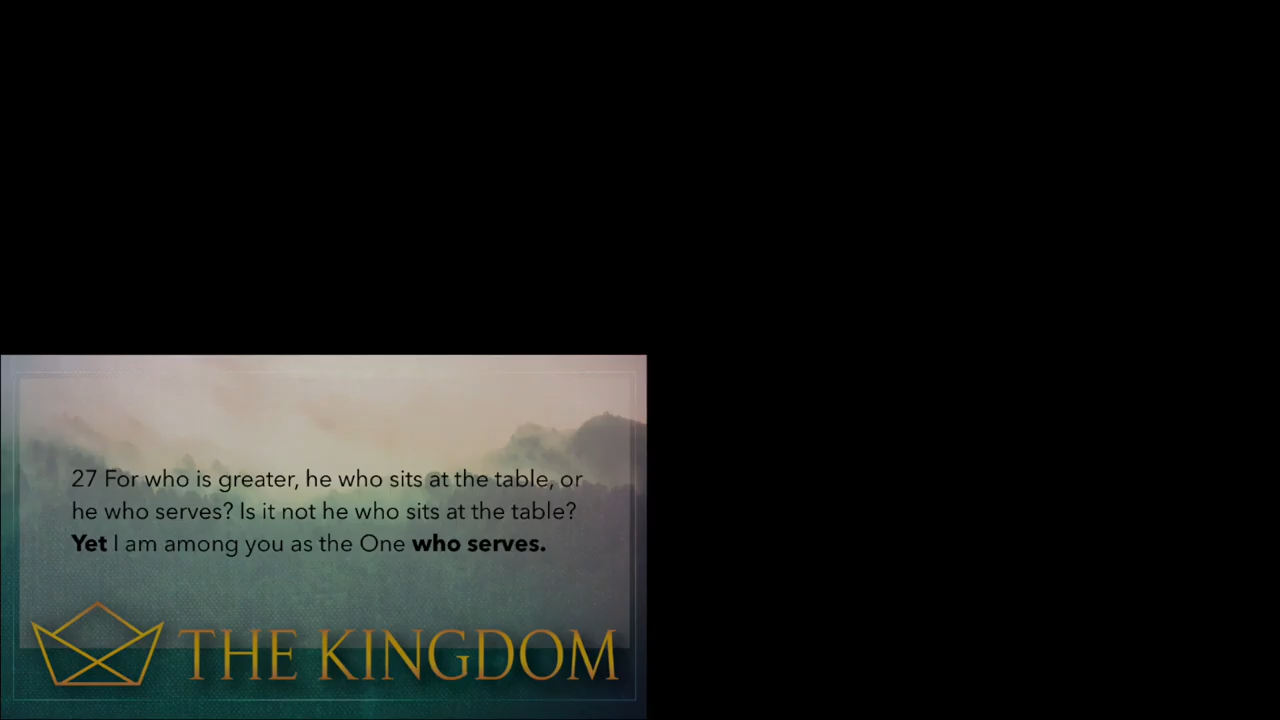 27 For who is greater, he who sits at the table, or
he who serves? Is it not he who sits at the table?
Yet I am among you as the One who serves.
THE KINGDOM